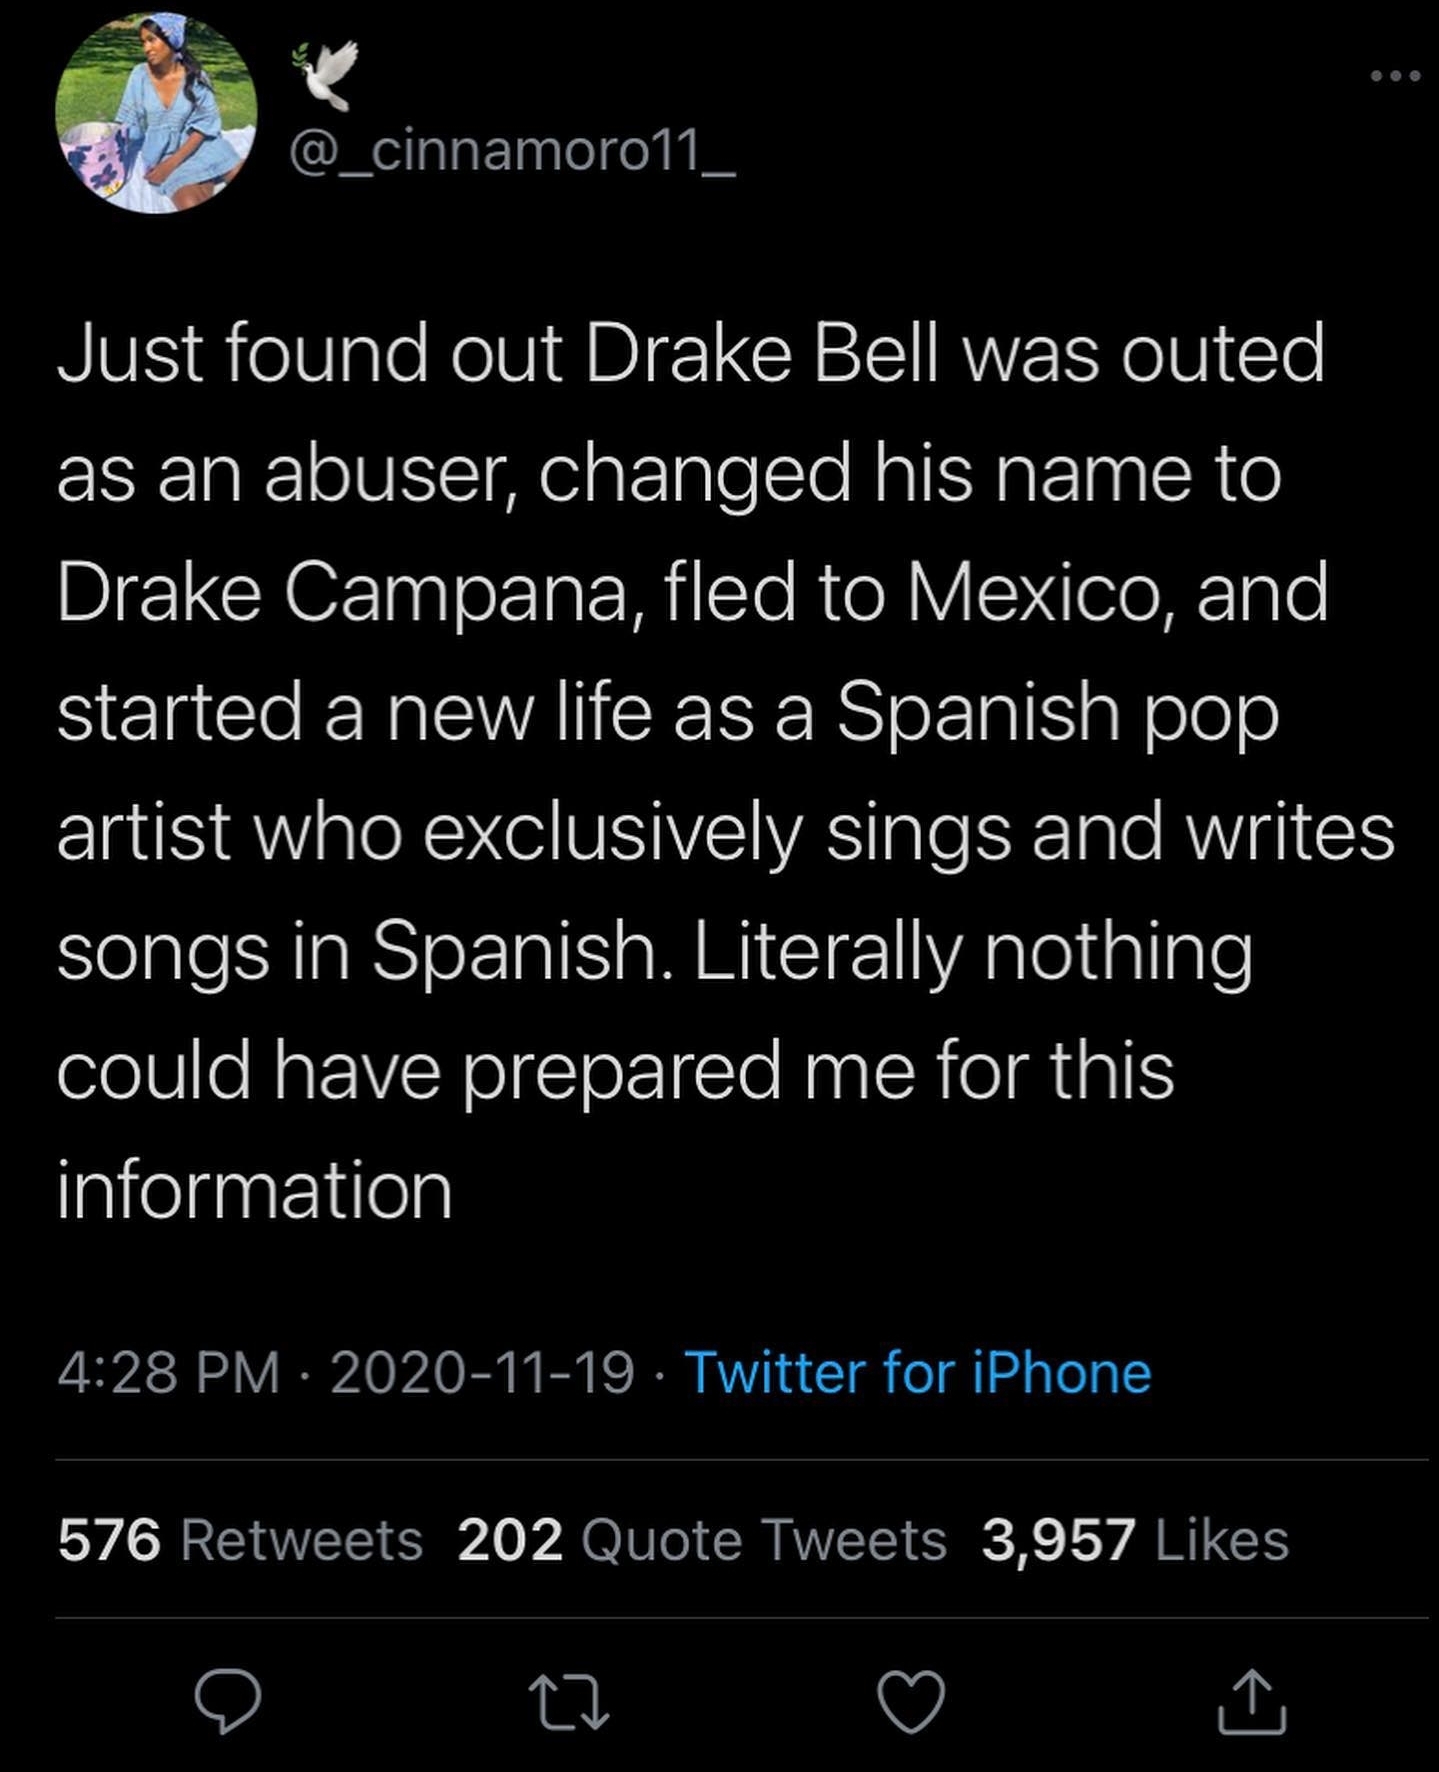 🕊
@_cinnamoro11_
Just found out Drake Bell was outed
as an abuser, changed his name to
Drake Campana, fled to Mexico, and
started a new life as a Spanish pop
artist who exclusively sings and writes
songs in Spanish. Literally nothing
could have prepared me for this
information
4:28 PM · 2020-11-19 · Twitter for iPhone
576 Retweets 202 Quote Tweets 3,957 Likes